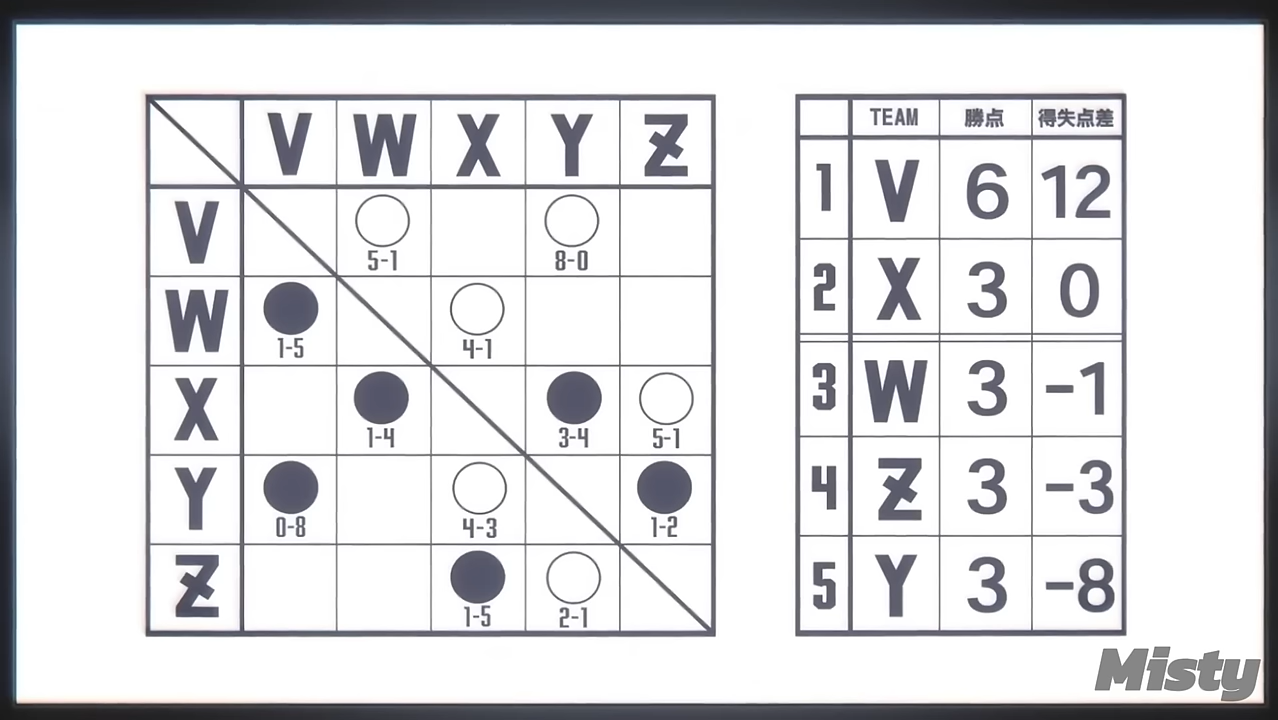 V W X Y Z
V 5-1 8-0
W 1-5 4-1
X 1-4 3-4 5-1
Y 0-8 4-3 1-2
Z 1-5 2-1
TEAM 勝点 得失点差
1 V 6 12
2 X 3 0
3 W 3 -1
4 Z 3 -3
5 Y 3 -8
Misty